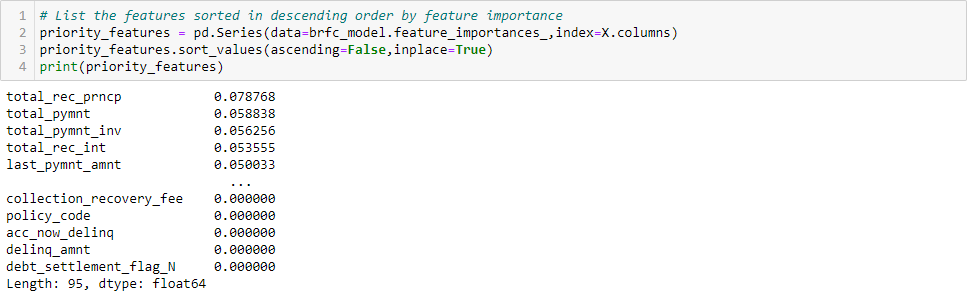 1 # List the features sorted in descending order by feature importance
2 priority_features = pd.Series(data=brfc_model.feature_importances_,index=X.columns)
3 priority_features.sort_values(ascending=False,inplace=True)
4 print(priority_features)
total_rec_prncp 0.078768
total_pymnt 0.058838
total_pymnt_inv 0.056256
total_rec_int 0.053555
last_pymnt_amnt 0.050033
...
collection_recovery_fee 0.000000
policy_code 0.000000
acc_now_delinq 0.000000
delinq_amnt 0.000000
debt_settlement_flag_N 0.000000
Length: 95, dtype: float64